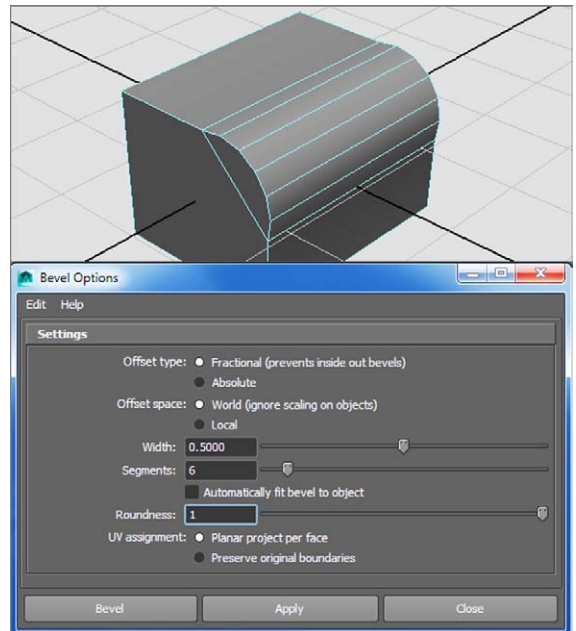 Bevel Options
Edit Help
Settings
Offset type: Fractional (prevents inside out bevels)
Absolute
Offset space: World (ignore scaling on objects)
Local
Width: 0.5000
Segments: 6
Automatically fit bevel to object
Roundness: 1
UV assignment: Planar project per face
Preserve original boundaries
Bevel Apply Close